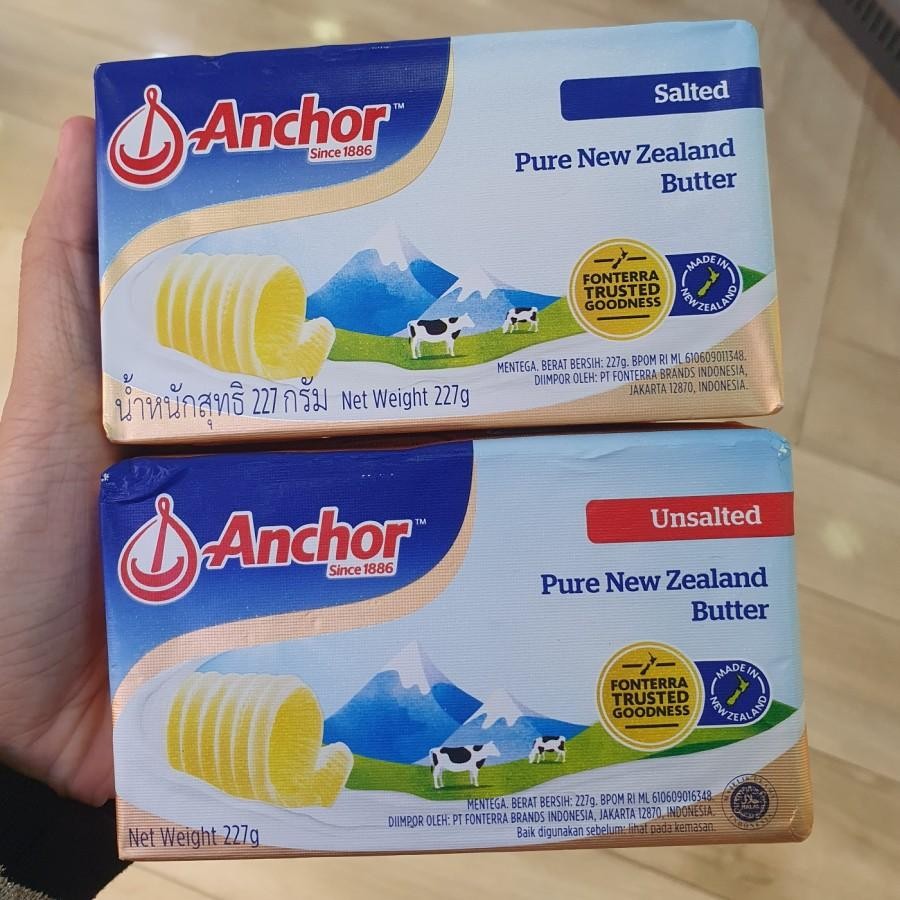 Anchor™
Since 1886
Salted
Pure New Zealand
Butter
FONTERRA
TRUSTED
GOODNESS
MADE IN
NEW ZEALAND
MENTEGA. BERAT BERSIH: 227g. BPOM RI ML 610609011348.
DIIMPOR OLEH: PT FONTERRA BRANDS INDONESIA,
JAKARTA 12870, INDONESIA.
น้ำหนักสุทธิ 227 กรัม Net Weight 227g
Anchor™
Since 1886
Unsalted
Pure New Zealand
Butter
FONTERRA
TRUSTED
GOODNESS
MADE IN
NEW ZEALAND
MENTEGA. BERAT BERSIH: 227g. BPOM RI ML 610609016348.
DIIMPOR OLEH: PT FONTERRA BRANDS INDONESIA, JAKARTA 12870, INDONESIA.
Baik digunakan sebelum: lihat pada kemasan.
HALAL
Net Weight 227g